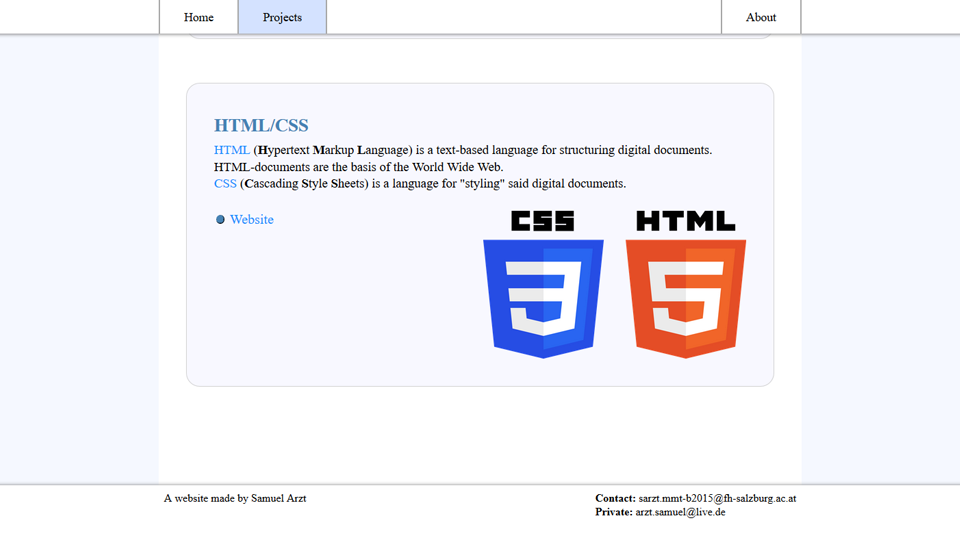 Home Projects About
HTML/CSS
HTML (Hypertext Markup Language) is a text-based language for structuring digital documents.
HTML-documents are the basis of the World Wide Web.
CSS (Cascading Style Sheets) is a language for "styling" said digital documents.
Website
CSS HTML
3 5
A website made by Samuel Arzt
Contact: sarzt.mmt-b2015@fh-salzburg.ac.at
Private: arzt.samuel@live.de